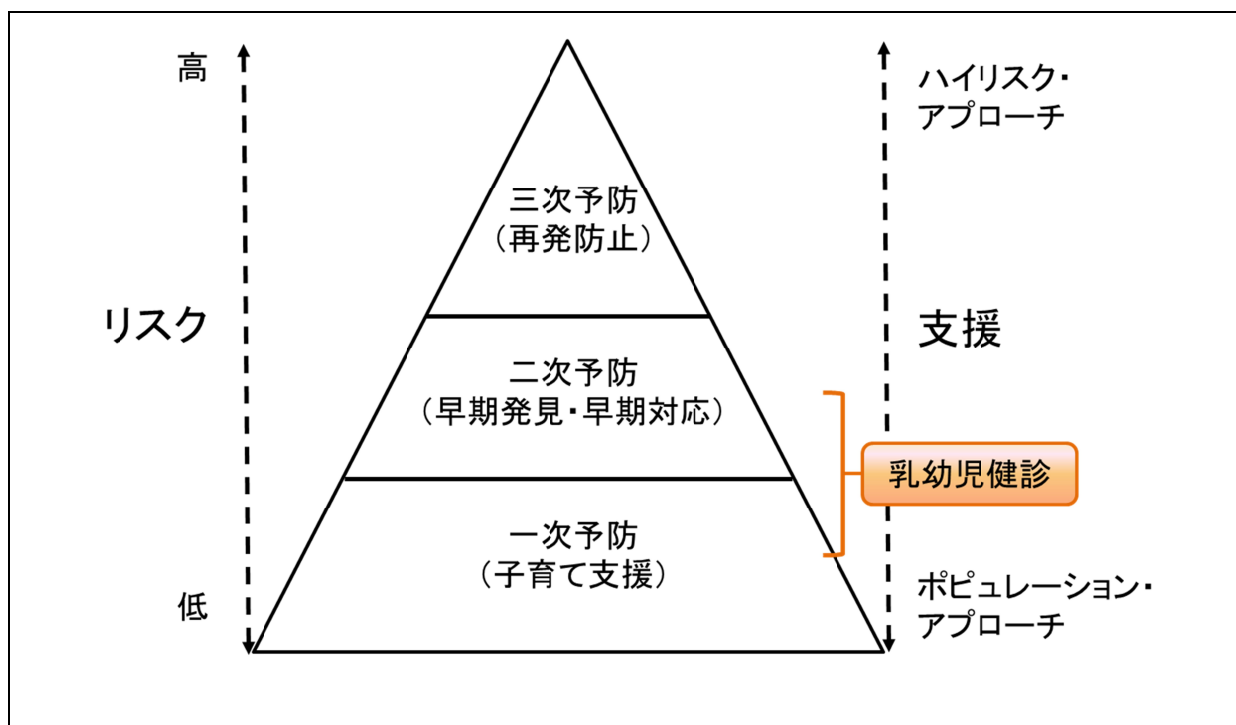 高
ハイリスク・
アプローチ
三次予防
（再発防止）
リスク
支援
二次予防
（早期発見・早期対応）
乳幼児健診
一次予防
（子育て支援）
低
ポピュレーション・
アプローチ